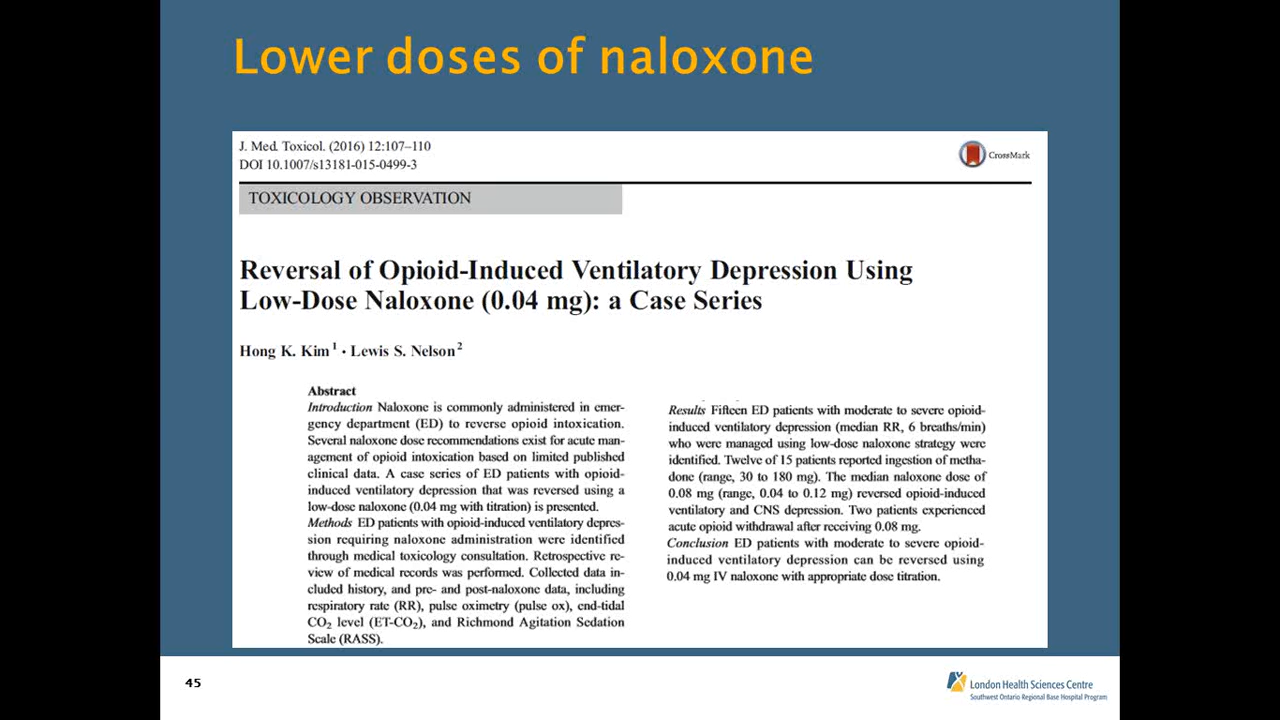 Lower doses of naloxone
J. Med. Toxicol. (2016) 12:107–110
DOI 10.1007/s13181-015-0499-3
CrossMark
TOXICOLOGY OBSERVATION
Reversal of Opioid-Induced Ventilatory Depression Using
Low-Dose Naloxone (0.04 mg): a Case Series
Hong K. Kim 1 · Lewis S. Nelson 2
Abstract
Introduction Naloxone is commonly administered in emer-
gency department (ED) to reverse opioid intoxication.
Several naloxone dose recommendations exist for acute man-
agement of opioid intoxication based on limited published
clinical data. A case series of ED patients with opioid-
induced ventilatory depression that was reversed using a
low-dose naloxone (0.04 mg with titration) is presented.
Methods ED patients with opioid-induced ventilatory depres-
sion requiring naloxone administration were identified
through medical toxicology consultation. Retrospective re-
view of medical records was performed. Collected data in-
cluded history, and pre- and post-naloxone data, including
respiratory rate (RR), pulse oximetry (pulse ox), end-tidal
CO2 level (ET-CO2), and Richmond Agitation Sedation
Scale (RASS).
Results Fifteen ED patients with moderate to severe opioid-
induced ventilatory depression (median RR, 6 breaths/min)
who were managed using low-dose naloxone strategy were
identified. Twelve of 15 patients reported ingestion of metha-
done (range, 30 to 180 mg). The median naloxone dose of
0.08 mg (range, 0.04 to 0.12 mg) reversed opioid-induced
ventilatory and CNS depression. Two patients experienced
acute opioid withdrawal after receiving 0.08 mg.
Conclusion ED patients with moderate to severe opioid-
induced ventilatory depression can be reversed using
0.04 mg IV naloxone with appropriate dose titration.
45
London Health Sciences Centre
Southwest Ontario Regional Base Hospital Program